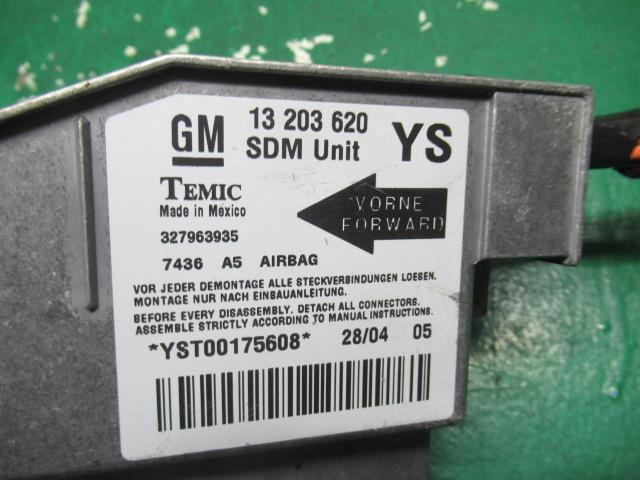 GM 13 203 620 YS
SDM Unit
TEMIC
Made in Mexico
VORNE
FORWARD
327963935
7436 A5 AIRBAG
VOR JEDER DEMONTAGE ALLE STECKVERBINDUNGEN LOESEN.
MONTAGE NUR NACH EINBAUANLEITUNG.
BEFORE EVERY DISASSEMBLY. DETACH ALL CONNECTORS.
ASSEMBLE STRICTLY ACCORDING TO MANUAL INSTRUCTIONS.
*YST00175608* 28/04 05